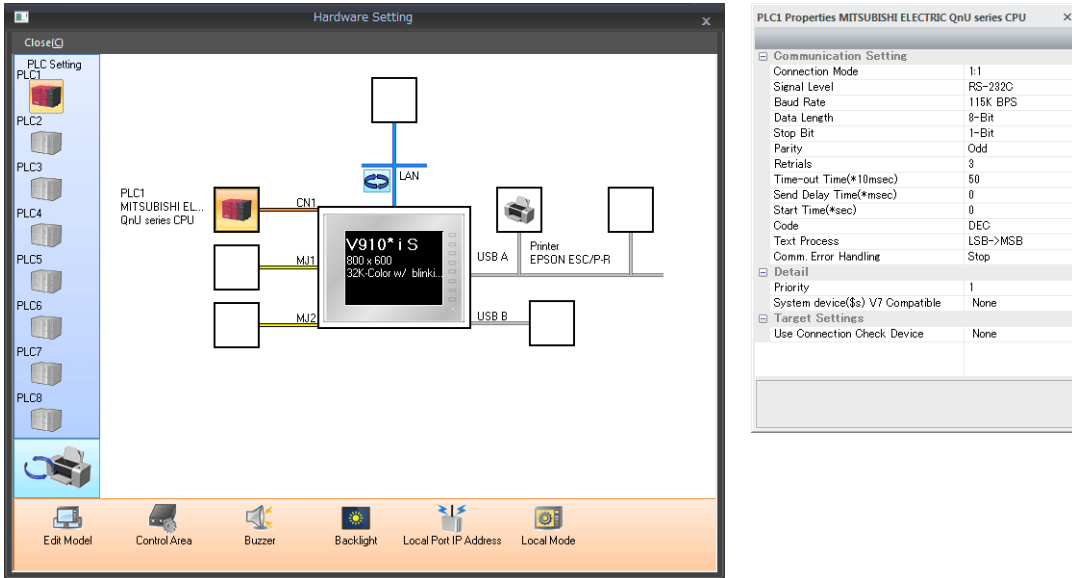 Hardware Setting
x
Close(C)
PLC Setting
PLC1
PLC2
PLC3
PLC4
PLC5
PLC6
PLC7
PLC8
LAN
PLC1
MITSUBISHI EL...
QnU series CPU
CN1
MJ1
MJ2
V910*iS
800 x 600
32K-Color w/ blinki...
USB A
USB B
Printer
EPSON ESC/P-R
Edit Model
Control Area
Buzzer
Backlight
Local Port IP Address
Local Mode
PLC1 Properties MITSUBISHI ELECTRIC QnU series CPU
Communication Setting
Connection Mode 1:1
Signal Level RS-232C
Baud Rate 115K BPS
Data Length 8-Bit
Stop Bit 1-Bit
Parity Odd
Retrials 3
Time-out Time(*10msec) 50
Send Delay Time(*msec) 0
Start Time(*sec) 0
Code DEC
Text Process LSB->MSB
Comm. Error Handling Stop
Detail
Priority 1
System device($s) V7 Compatible None
Target Settings
Use Connection Check Device None